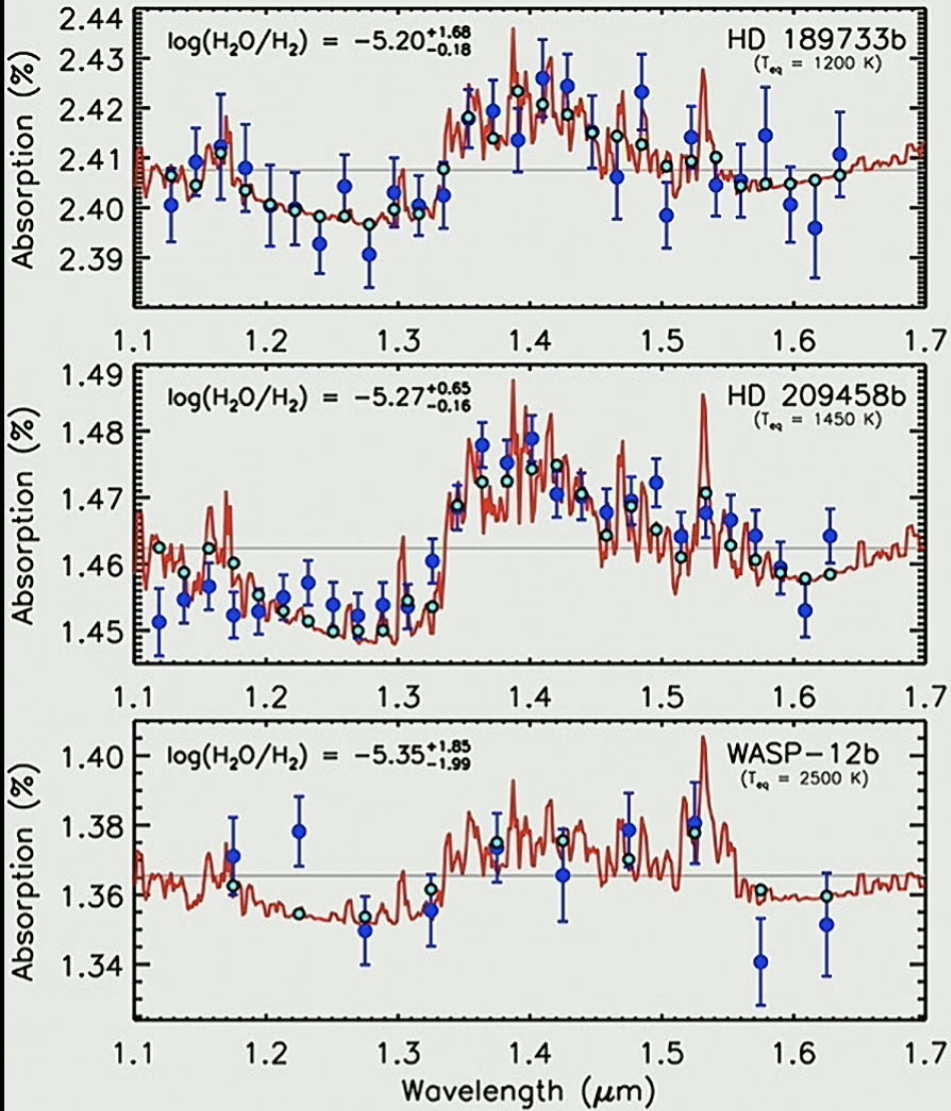 log(H₂O/H₂) = −5.20 +1.68 −0.18
HD 189733b
(Teq = 1200 K)
Absorption (%)
2.44
2.43
2.42
2.41
2.40
2.39
1.1 1.2 1.3 1.4 1.5 1.6 1.7
log(H₂O/H₂) = −5.27 +0.65 −0.16
HD 209458b
(Teq = 1450 K)
Absorption (%)
1.49
1.48
1.47
1.46
1.45
1.1 1.2 1.3 1.4 1.5 1.6 1.7
log(H₂O/H₂) = −5.35 +1.85 −1.99
WASP−12b
(Teq = 2500 K)
Absorption (%)
1.40
1.38
1.36
1.34
1.1 1.2 1.3 1.4 1.5 1.6 1.7
Wavelength (μm)